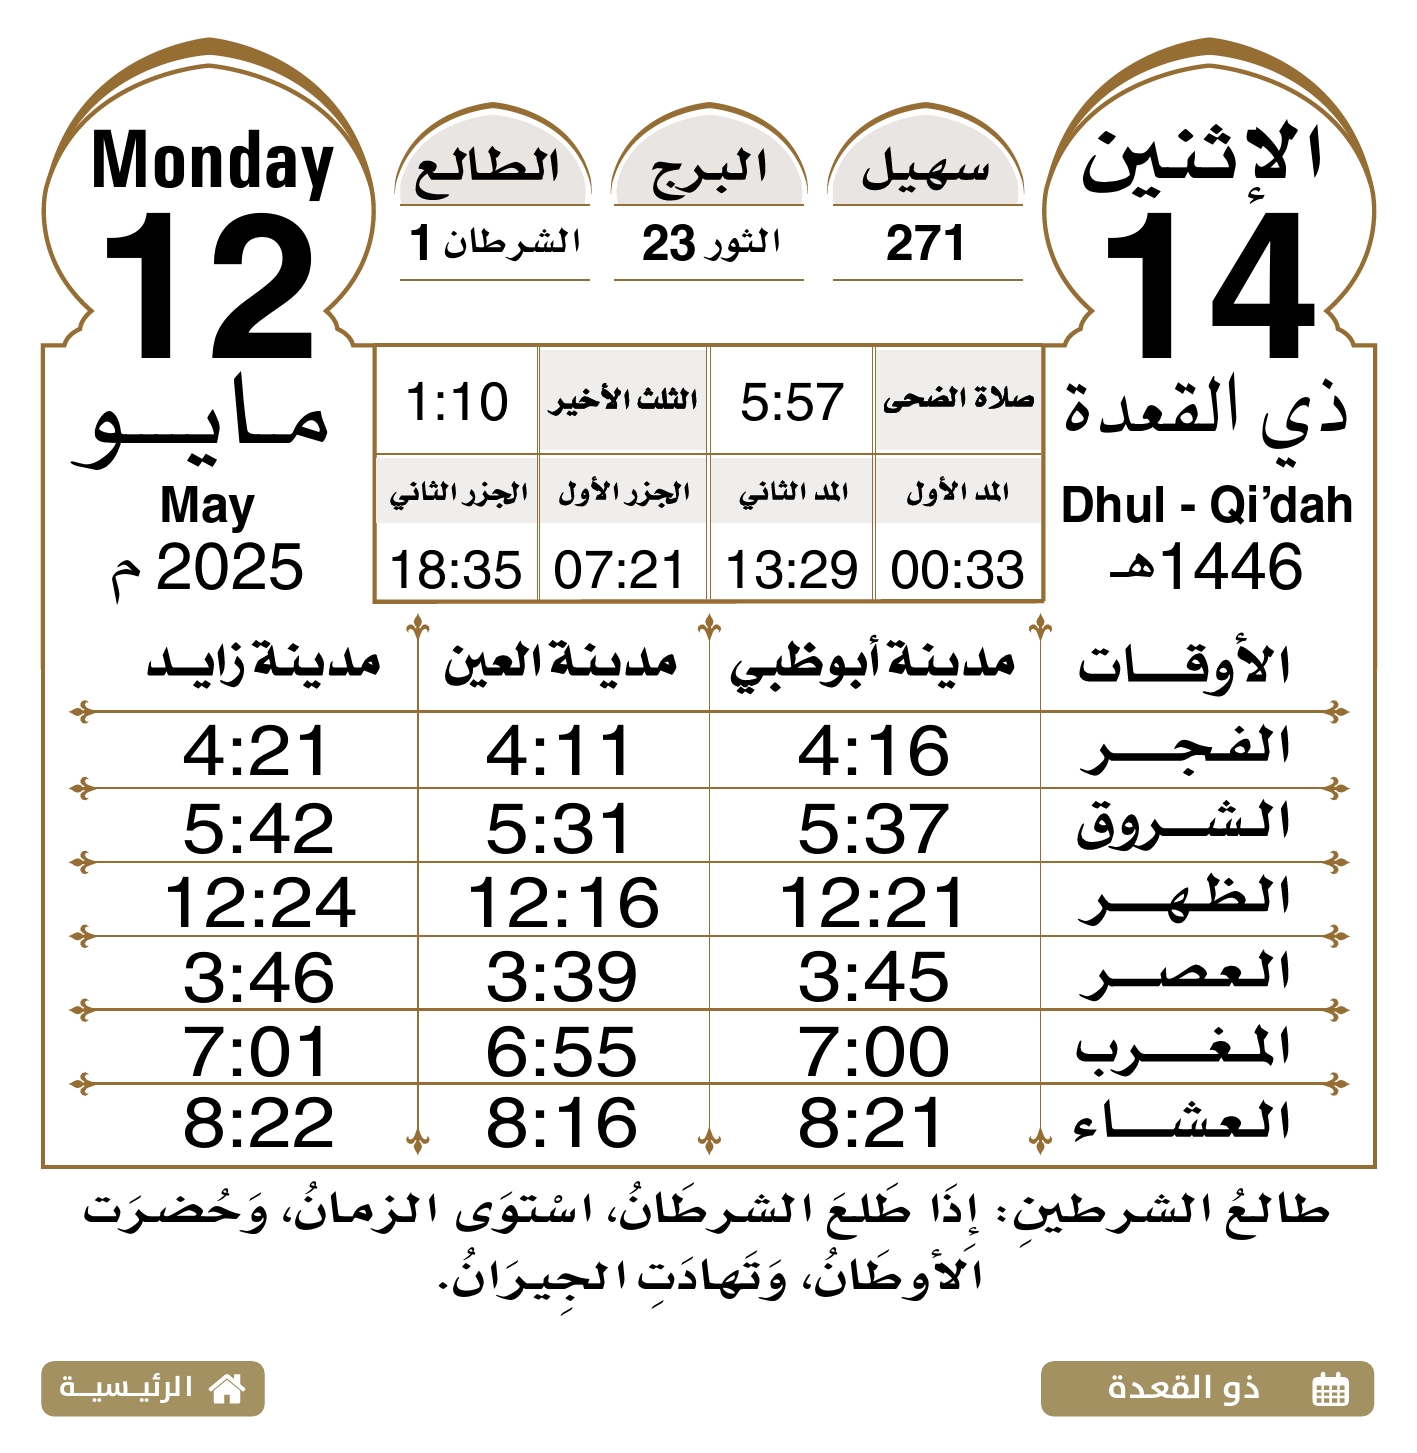 الإثنين
14
ذي القعدة
Dhul - Qi’dah
1446هـ
سهيل
271
البرج
الثور 23
الطالع
الشرطان 1
Monday
12
مايو
May
2025 م
صلاة الضحى 5:57 الثلث الأخير 1:10
المد الأول المد الثاني الجزر الأول الجزر الثاني
00:33 13:29 07:21 18:35
الأوقات مدينة أبوظبي مدينة العين مدينة زايد
الفجر 4:16 4:11 4:21
الشروق 5:37 5:31 5:42
الظهر 12:21 12:16 12:24
العصر 3:45 3:39 3:46
المغرب 7:00 6:55 7:01
العشاء 8:21 8:16 8:22
طالعُ الشرطينِ: إِذَا طَلعَ الشرطَانُ، اسْتوَى الزمانُ، وَحُضرَت
الأوطَانُ، وَتَهادَتِ الجِيرَانُ.
ذو القعدة
الرئيسية